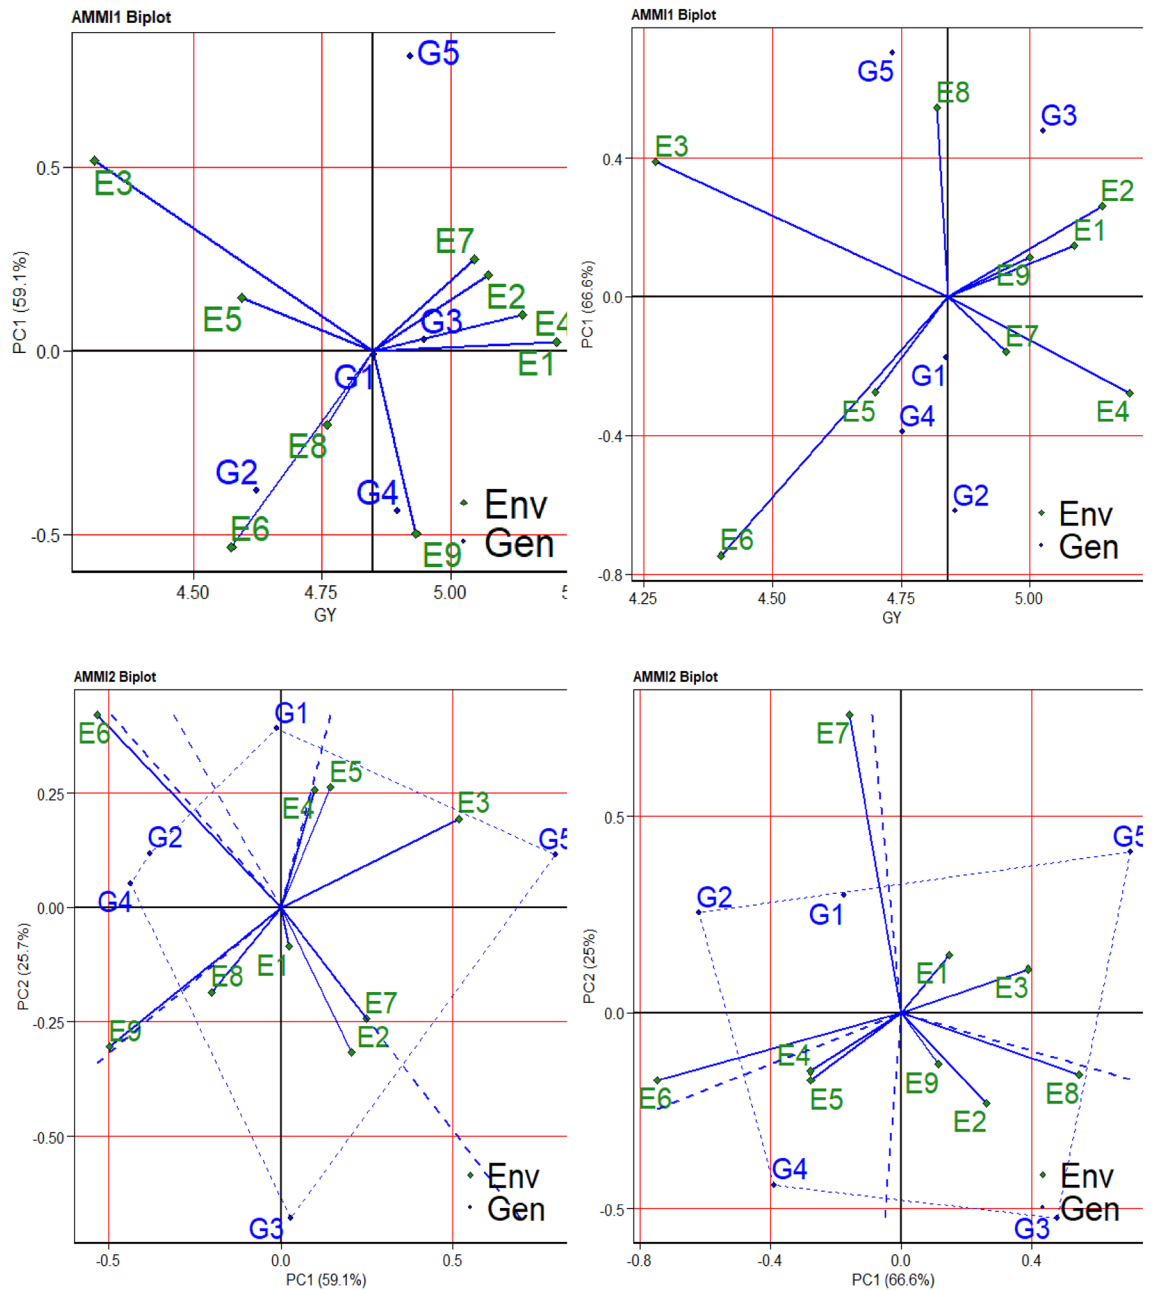 AMMI1 Biplot
G5
E3
E7
E5
E2
G3
E4
E1
G1
E8
G2
G4
E6
E9
Env
Gen
0.5
0.0
-0.5
4.50
4.75
5.00
5
GY
PC1 (59.1%)
AMMI1 Biplot
G5
E8
G3
E3
E2
E1
E9
E7
G1
E5
G4
E4
G2
E6
Env
Gen
0.4
0.0
-0.4
-0.8
4.25
4.50
4.75
5.00
GY
PC1 (66.6%)
AMMI2 Biplot
G1
E6
E5
E4
E3
G2
G5
G4
E1
E8
E7
E9
E2
G3
Env
Gen
0.25
0.00
-0.25
-0.50
-0.5
0.0
0.5
PC1 (59.1%)
PC2 (25.7%)
AMMI2 Biplot
E7
G5
G2
G1
E1
E3
E4
E6
E5
E9
E2
E8
G4
G3
Env
Gen
0.5
0.0
-0.5
-0.8
-0.4
0.0
0.4
PC1 (66.6%)
PC2 (25%)